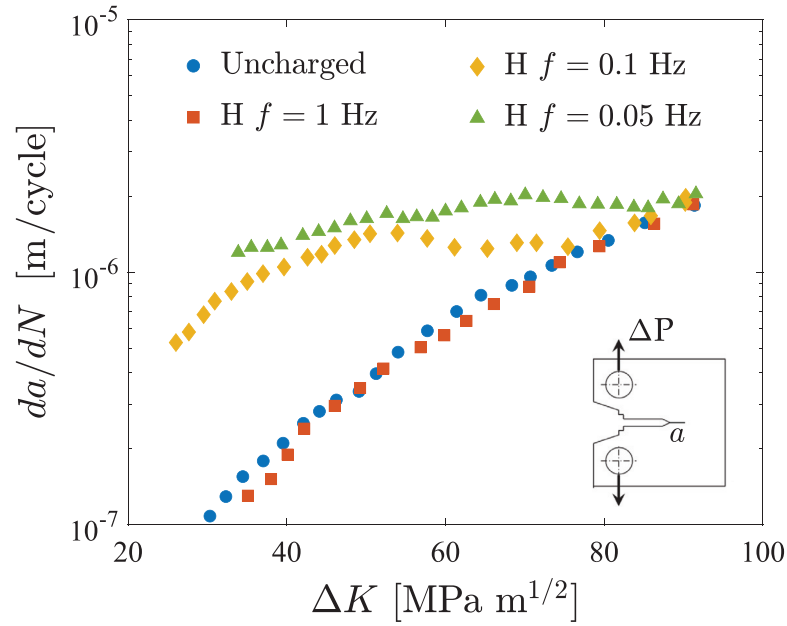 10^-5
Uncharged
H f = 1 Hz
H f = 0.1 Hz
H f = 0.05 Hz
da/dN [m/cycle]
10^-6
ΔP
a
10^-7
20 40 60 80 100
ΔK [MPa m^1/2]